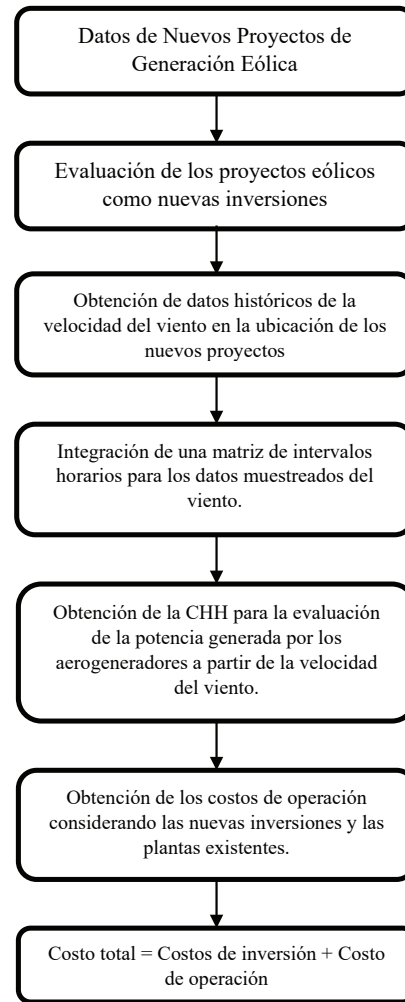 Datos de Nuevos Proyectos de
Generación Eólica
Evaluación de los proyectos eólicos
como nuevas inversiones
Obtención de datos históricos de la
velocidad del viento en la ubicación de los
nuevos proyectos
Integración de una matriz de intervalos
horarios para los datos muestreados del
viento.
Obtención de la CHH para la evaluación
de la potencia generada por los
aerogeneradores a partir de la velocidad
del viento.
Obtención de los costos de operación
considerando las nuevas inversiones y las
plantas existentes.
Costo total = Costos de inversión + Costo
de operación